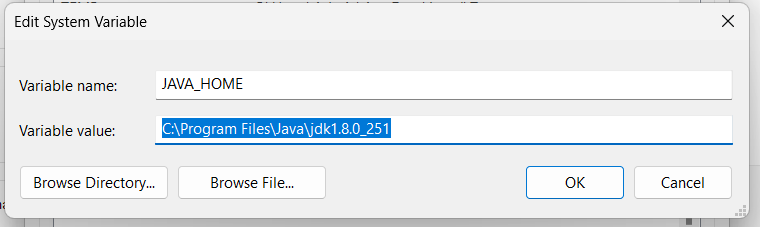 Edit System Variable
Variable name: JAVA_HOME
Variable value: C:\Program Files\Java\jdk1.8.0_251
Browse Directory... Browse File... OK Cancel